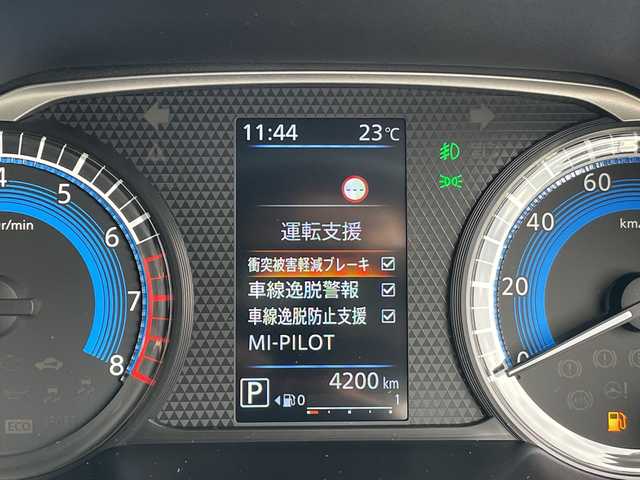 11:44 23℃
運転支援
衝突被害軽減ブレーキ
車線逸脱警報
車線逸脱防止支援
MI-PILOT
4200 km
P 0 1
4
5
6
7
8
r/min
60
40
20
0
km/
ECO
SPORT